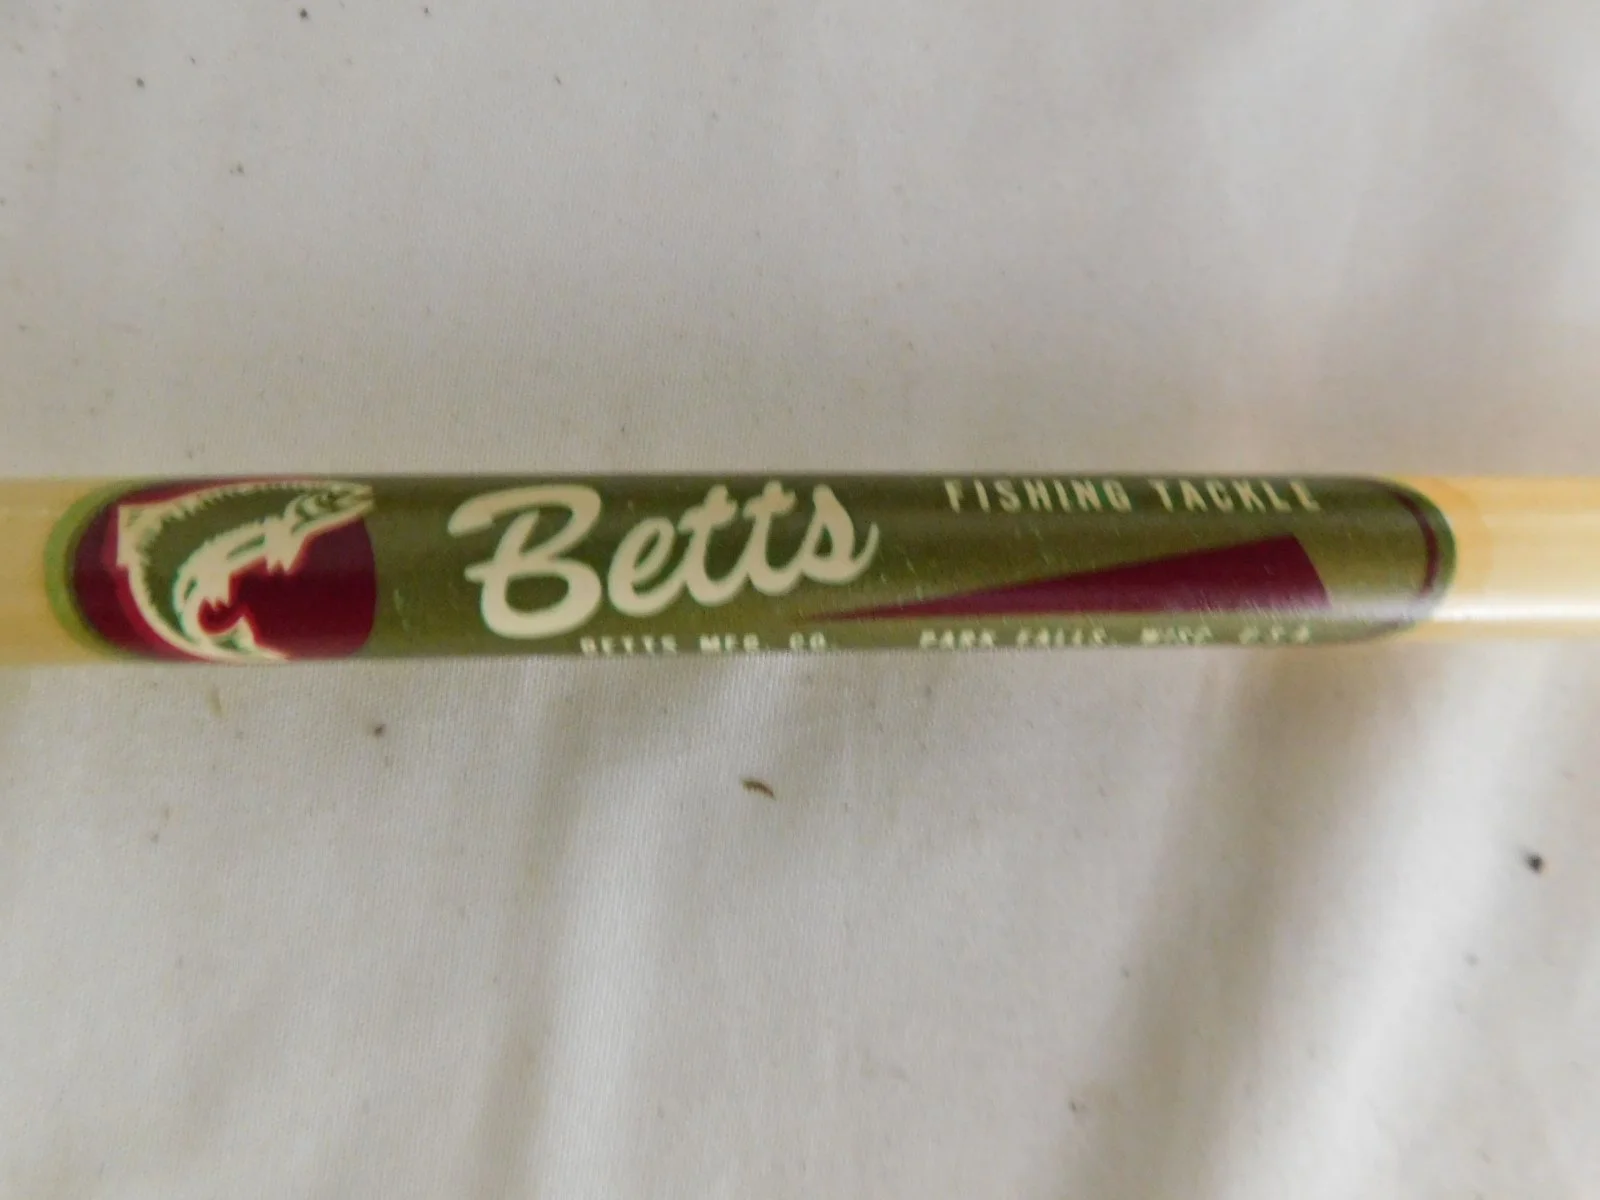 Betts
FISHING TACKLE
BETTS MFG. CO. PARK FALLS, WISC. U.S.A.